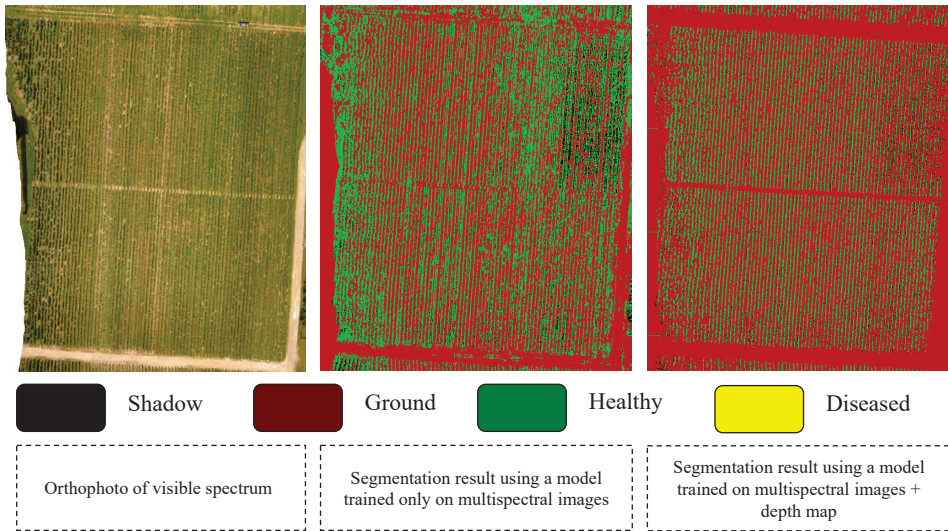 Shadow
Ground
Healthy
Diseased
Orthophoto of visible spectrum
Segmentation result using a model
trained only on multispectral images
Segmentation result using a model
trained on multispectral images +
depth map